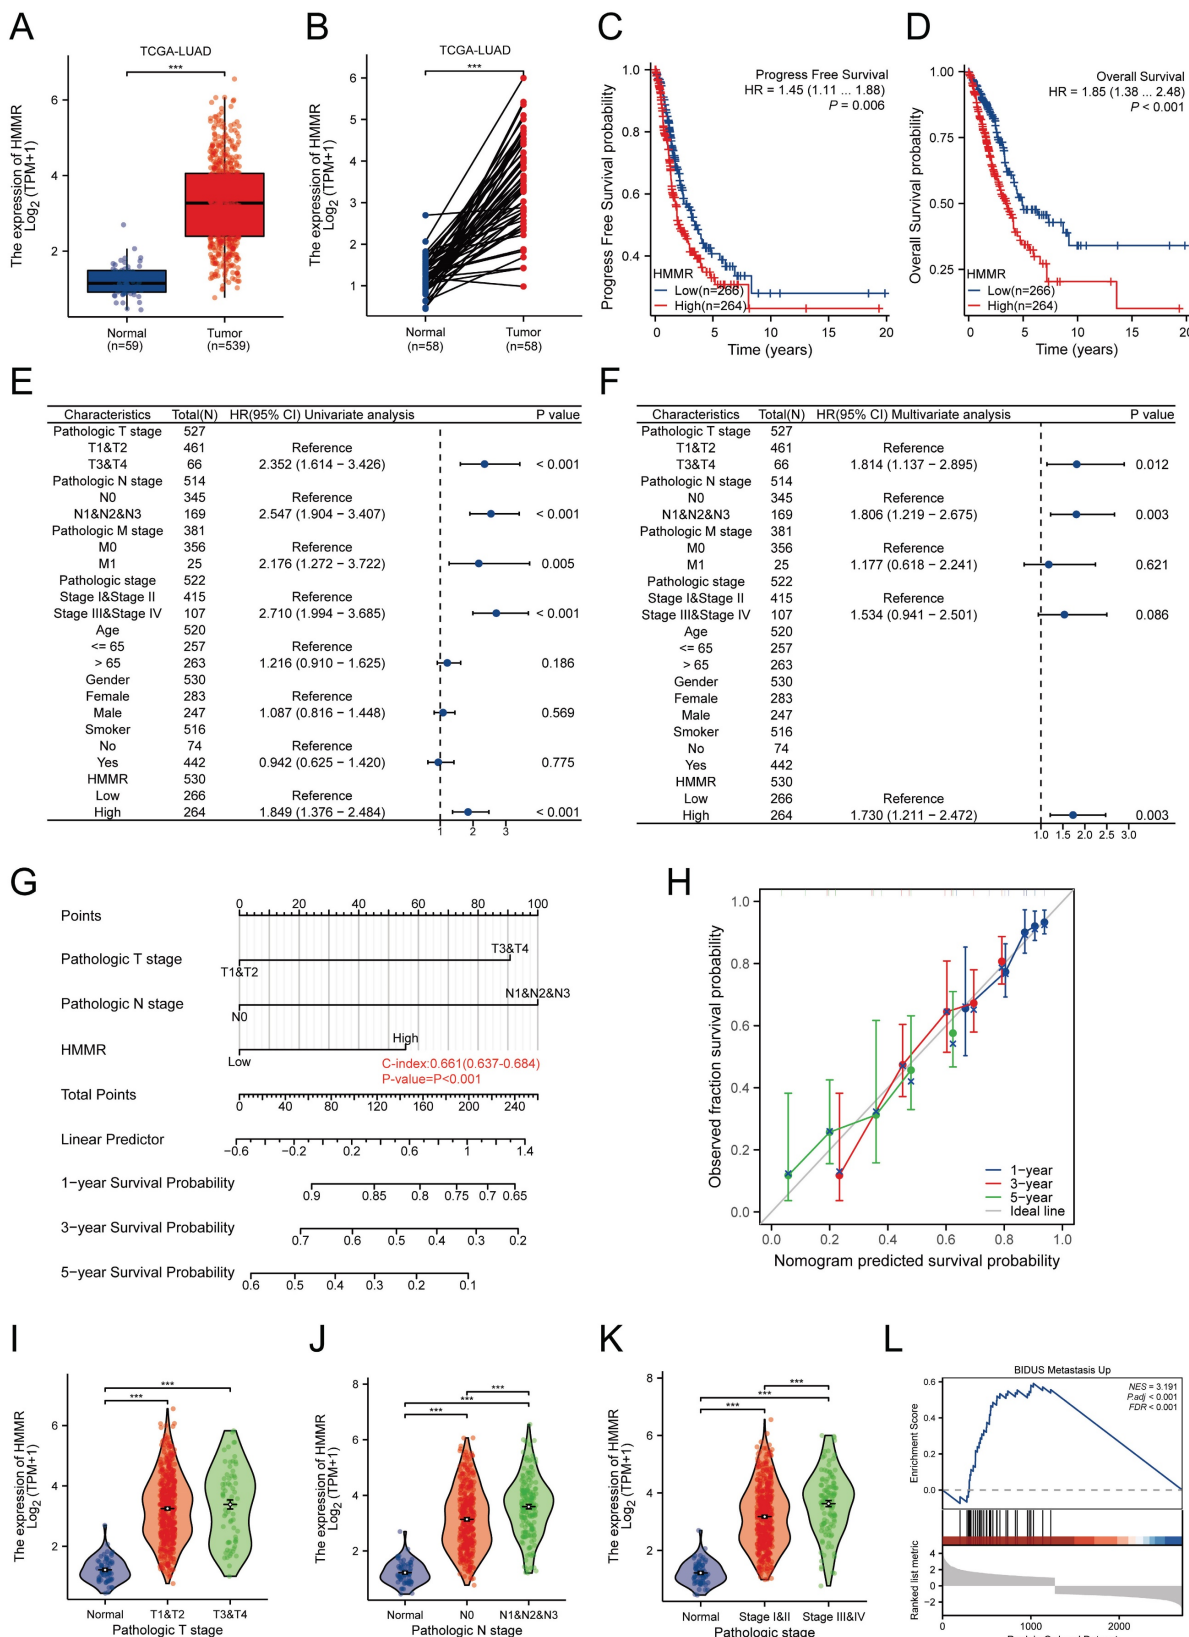 A
TCGA-LUAD
***
The expression of HMMR
Log2 (TPM+1)
6
4
2
Normal
(n=59)
Tumor
(n=539)
B
TCGA-LUAD
***
The expression of HMMR
Log2 (TPM+1)
6
5
4
3
2
1
Normal
(n=58)
Tumor
(n=58)
C
Progress Free Survival
HR = 1.45 (1.11 ... 1.88)
P = 0.006
Progress Free Survival probability
1.0
0.8
0.6
0.4
HMMR
Low(n=266)
High(n=264)
0 5 10 15 20
Time (years)
D
Overall Survival
HR = 1.85 (1.38 ... 2.48)
P < 0.001
Overall Survival probability
1.00
0.75
0.50
0.25
HMMR
Low(n=266)
High(n=264)
0 5 10 15 20
Time (years)
E
Characteristics Total(N) HR(95% CI) Univariate analysis P value
Pathologic T stage 527
T1&T2 461 Reference
T3&T4 66 2.352 (1.614 − 3.426) < 0.001
Pathologic N stage 514
N0 345 Reference
N1&N2&N3 169 2.547 (1.904 − 3.407) < 0.001
Pathologic M stage 381
M0 356 Reference
M1 25 2.176 (1.272 − 3.722) 0.005
Pathologic stage 522
Stage I&Stage II 415 Reference
Stage III&Stage IV 107 2.710 (1.994 − 3.685) < 0.001
Age 520
<= 65 257 Reference
> 65 263 1.216 (0.910 − 1.625) 0.186
Gender 530
Female 283 Reference
Male 247 1.087 (0.816 − 1.448) 0.569
Smoker 516
No 74 Reference
Yes 442 0.942 (0.625 − 1.420) 0.775
HMMR 530
Low 266 Reference
High 264 1.849 (1.376 − 2.484) < 0.001
1 2 3
F
Characteristics Total(N) HR(95% CI) Multivariate analysis P value
Pathologic T stage 527
T1&T2 461 Reference
T3&T4 66 1.814 (1.137 − 2.895) 0.012
Pathologic N stage 514
N0 345 Reference
N1&N2&N3 169 1.806 (1.219 − 2.675) 0.003
Pathologic M stage 381
M0 356 Reference
M1 25 1.177 (0.618 − 2.241) 0.621
Pathologic stage 522
Stage I&Stage II 415 Reference
Stage III&Stage IV 107 1.534 (0.941 − 2.501) 0.086
Age 520
<= 65 257
> 65 263
Gender 530
Female 283
Male 247
Smoker 516
No 74
Yes 442
HMMR 530
Low 266 Reference
High 264 1.730 (1.211 − 2.472) 0.003
1.0 1.5 2.0 2.5 3.0
G
Points 0 20 40 60 80 100
Pathologic T stage T1&T2 T3&T4
Pathologic N stage N0 N1&N2&N3
HMMR Low High
C-index:0.661(0.637-0.684)
P-value=P<0.001
Total Points 0 40 80 120 160 200 240
Linear Predictor −0.6 −0.2 0.2 0.6 1 1.4
1−year Survival Probability 0.9 0.85 0.8 0.75 0.7 0.65
3−year Survival Probability 0.7 0.6 0.5 0.4 0.3 0.2
5−year Survival Probability 0.6 0.5 0.4 0.3 0.2 0.1
H
Observed fraction survival probability
1.0
0.8
0.6
0.4
0.2
0.0
1-year
3-year
5-year
Ideal line
0.0 0.2 0.4 0.6 0.8 1.0
Nomogram predicted survival probability
I
***
***
The expression of HMMR
Log2 (TPM+1)
6
4
2
Normal T1&T2 T3&T4
Pathologic T stage
J
***
***
***
The expression of HMMR
Log2 (TPM+1)
8
6
4
2
Normal N0 N1&N2&N3
Pathologic N stage
K
***
***
***
The expression of HMMR
Log2 (TPM+1)
8
6
4
2
Normal Stage I&II Stage III&IV
Pathologic stage
L
BIDUS Metastasis Up
NES = 3.191
P.adj < 0.001
FDR < 0.001
Enrichment Score
0.6
0.4
0.2
0.0
Ranked list metric
4
2
0
−2
1000 2000